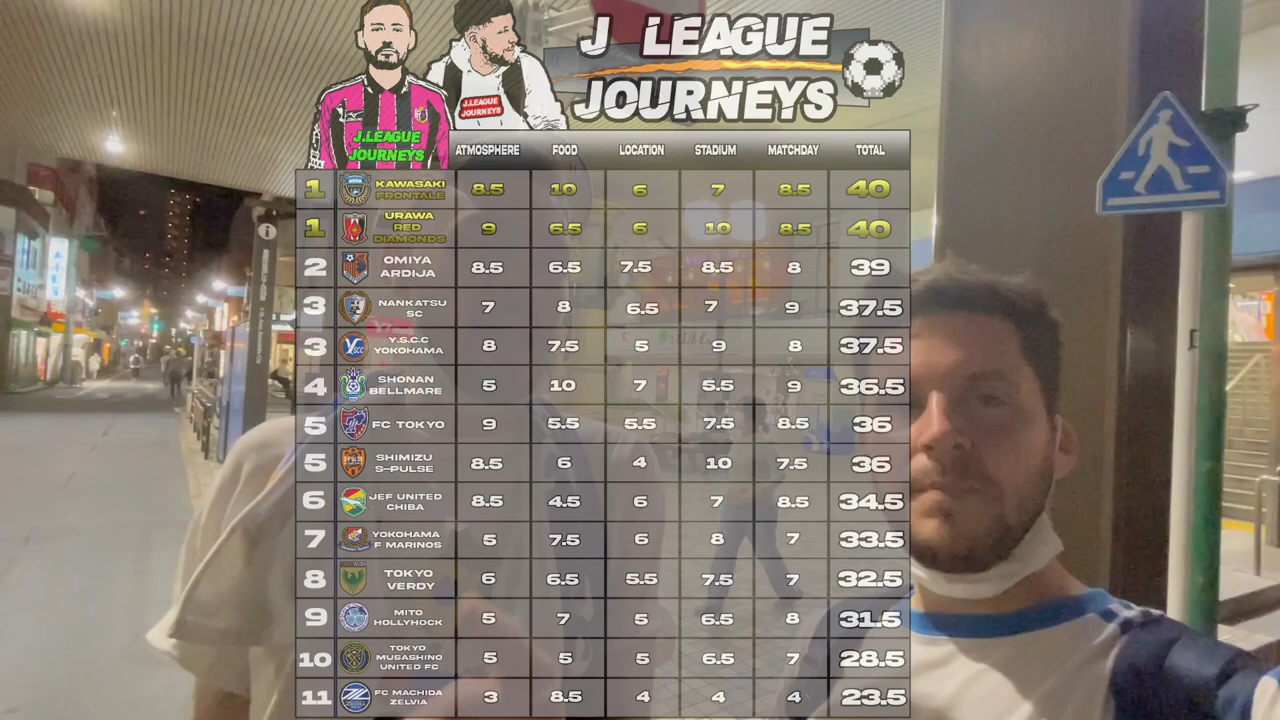 J LEAGUE
JOURNEYS
J.LEAGUE
JOURNEYS
J.LEAGUE
JOURNEYS
ATMOSPHERE FOOD LOCATION STADIUM MATCHDAY TOTAL
1 KAWASAKI FRONTALE 8.5 10 6 7 8.5 40
1 URAWA RED DIAMONDS 9 6.5 6 10 8.5 40
2 OMIYA ARDIJA 8.5 6.5 7.5 8.5 8 39
3 NANKATSU SC 7 8 6.5 7 9 37.5
3 Y.S.C.C YOKOHAMA 8 7.5 5 9 8 37.5
4 SHONAN BELLMARE 5 10 7 5.5 9 36.5
5 FC TOKYO 9 5.5 5.5 7.5 8.5 36
5 SHIMIZU S-PULSE 8.5 6 4 10 7.5 36
6 JEF UNITED CHIBA 8.5 4.5 6 7 8.5 34.5
7 YOKOHAMA F MARINOS 5 7.5 6 8 7 33.5
8 TOKYO VERDY 6 6.5 5.5 7.5 7 32.5
9 MITO HOLLYHOCK 5 7 5 6.5 8 31.5
10 TOKYO MUSASHINO UNITED FC 5 5 5 6.5 7 28.5
11 FC MACHIDA ZELVIA 3 8.5 4 4 4 23.5